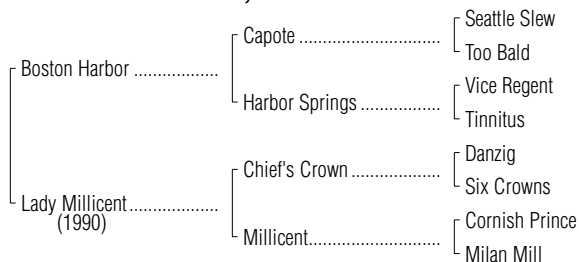 Seattle Slew
Capote
Too Bald
Boston Harbor
Vice Regent
Harbor Springs
Tinnitus
Danzig
Chief's Crown
Six Crowns
Lady Millicent
(1990)
Cornish Prince
Millicent
Milan Mill